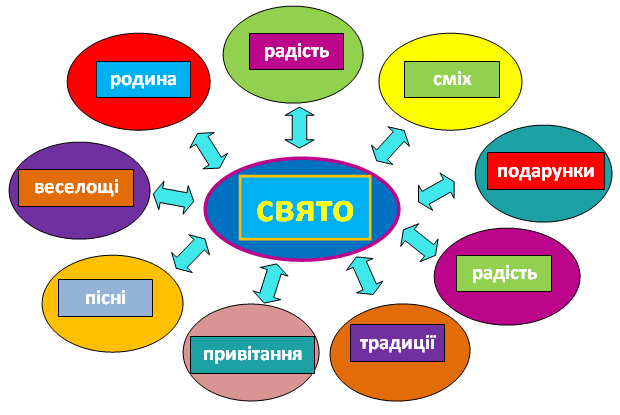 радість
родина
сміх
подарунки
веселощі
свято
радість
пісні
привітання
традиції